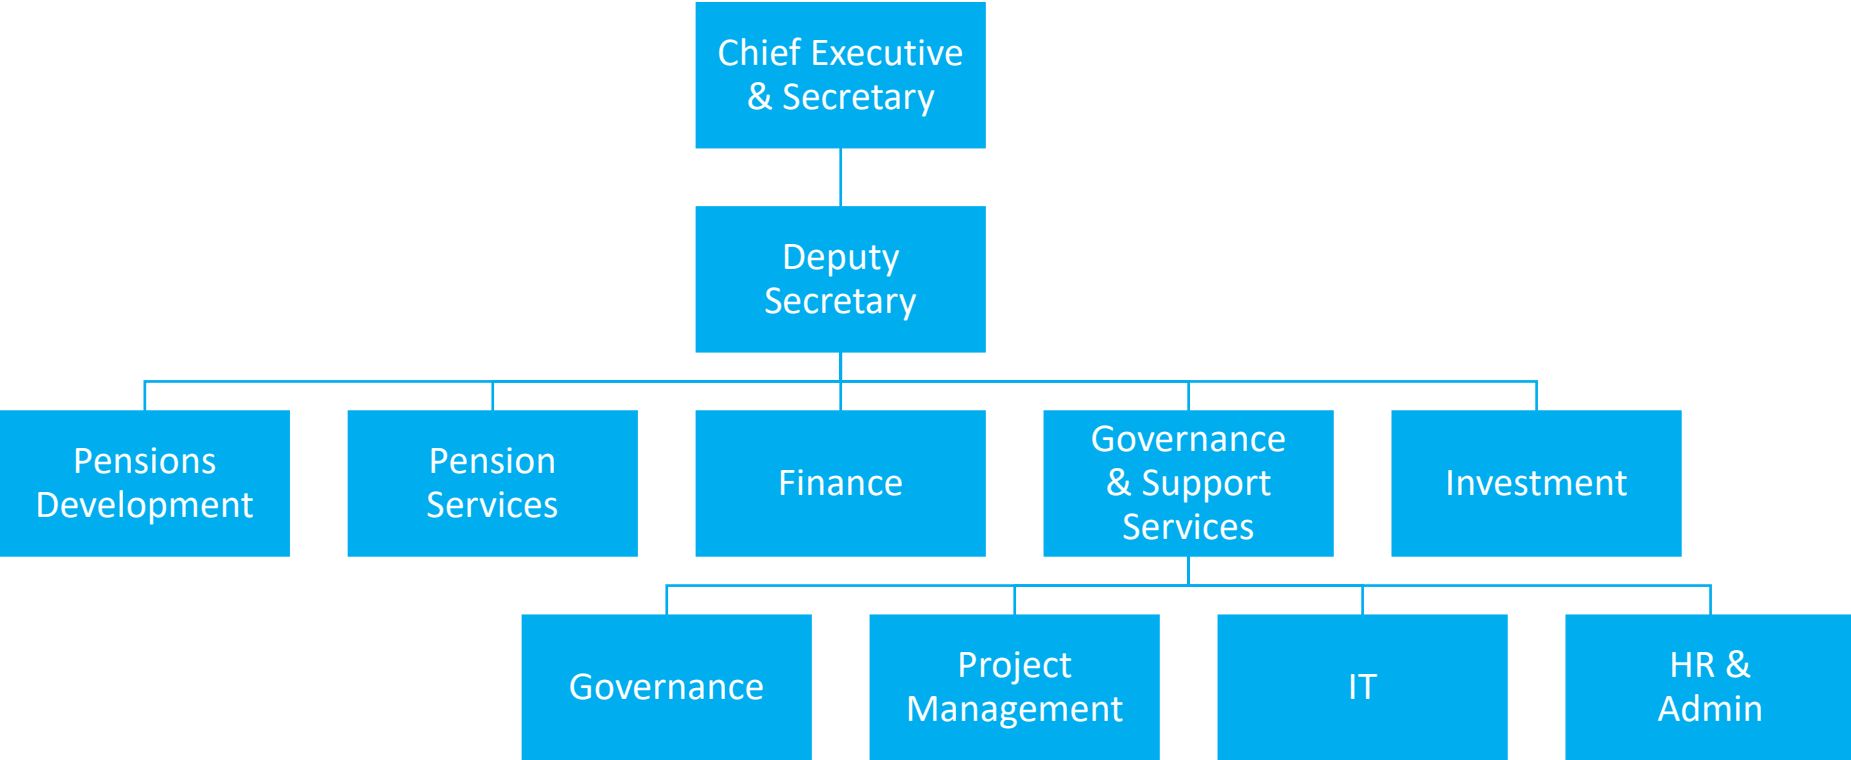 Chief Executive
& Secretary
Deputy
Secretary
Pensions
Development
Pension
Services
Finance
Governance
& Support
Services
Investment
Governance
Project
Management
IT
HR &
Admin